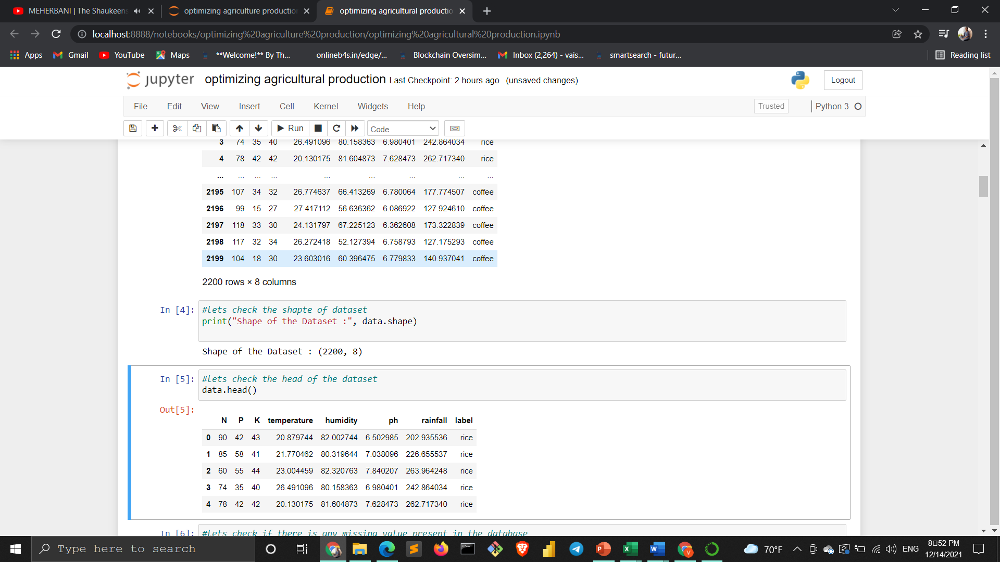 MEHERBANI | The Shaukeens
optimizing agriculture production
optimizing agricultural productio
localhost:8888/notebooks/optimizing%20agriculture%20production/optimizing%20agricultural%20production.ipynb
Apps Gmail YouTube Maps **Welcome!** By Th... onlineb4s.in/edge/... Blockchain Oversim... Inbox (2,264) - vais... smartsearch - futur... Reading list
jupyter optimizing agricultural production Last Checkpoint: 2 hours ago (unsaved changes) Logout
File Edit View Insert Cell Kernel Widgets Help Trusted Python 3
Run Code
3 74 35 40 26.491096 80.158363 6.980401 242.864034 rice
4 78 42 42 20.130175 81.604873 7.628473 262.717340 rice
... ... ... ... ... ... ... ... ...
2195 107 34 32 26.774637 66.413269 6.780064 177.774507 coffee
2196 99 15 27 27.417112 56.636362 6.086922 127.924610 coffee
2197 118 33 30 24.131797 67.225123 6.362608 173.322839 coffee
2198 117 32 34 26.272418 52.127394 6.758793 127.175293 coffee
2199 104 18 30 23.603016 60.396475 6.779833 140.937041 coffee
2200 rows × 8 columns
In [4]: #lets check the shapte of dataset
print("Shape of the Dataset :", data.shape)
Shape of the Dataset : (2200, 8)
In [5]: #lets check the head of the dataset
data.head()
Out[5]:
N P K temperature humidity ph rainfall label
0 90 42 43 20.879744 82.002744 6.502985 202.935536 rice
1 85 58 41 21.770462 80.319644 7.038096 226.655537 rice
2 60 55 44 23.004459 82.320763 7.840207 263.964248 rice
3 74 35 40 26.491096 80.158363 6.980401 242.864034 rice
4 78 42 42 20.130175 81.604873 7.628473 262.717340 rice
In [6]: #lets check if there is any missing value present in the database
Type here to search
70°F ENG
8▯52 PM
12/14/2021